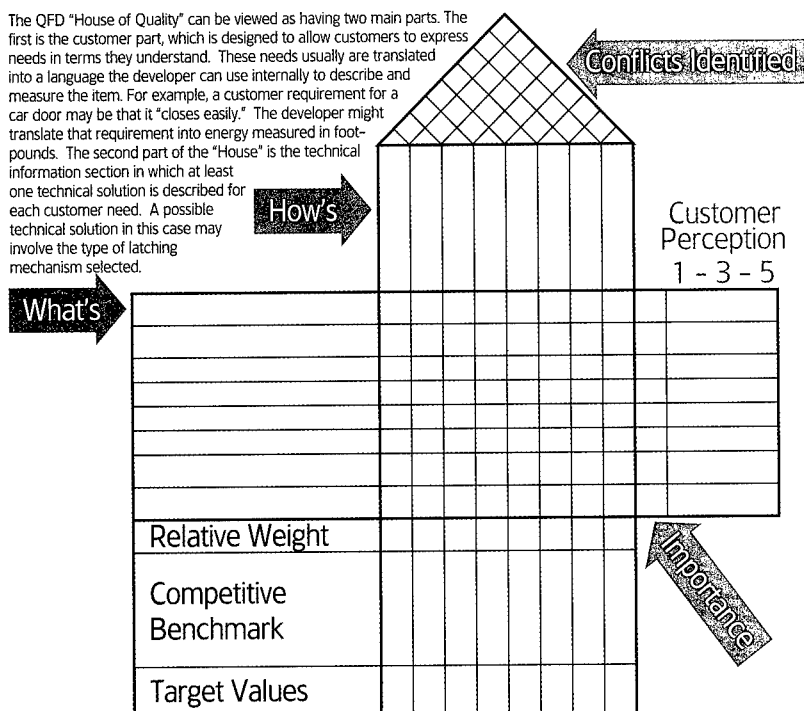 The QFD “House of Quality” can be viewed as having two main parts. The
first is the customer part, which is designed to allow customers to express
needs in terms they understand. These needs usually are translated
into a language the developer can use internally to describe and
measure the item. For example, a customer requirement for a
car door may be that it “closes easily.” The developer might
translate that requirement into energy measured in foot-
pounds. The second part of the “House” is the technical
information section in which at least
one technical solution is described for
each customer need. A possible
technical solution in this case may
involve the type of latching
mechanism selected.
Conflicts Identified
How's
Customer
Perception
1 - 3 - 5
What's
Relative Weight
Competitive
Benchmark
Target Values
Importance